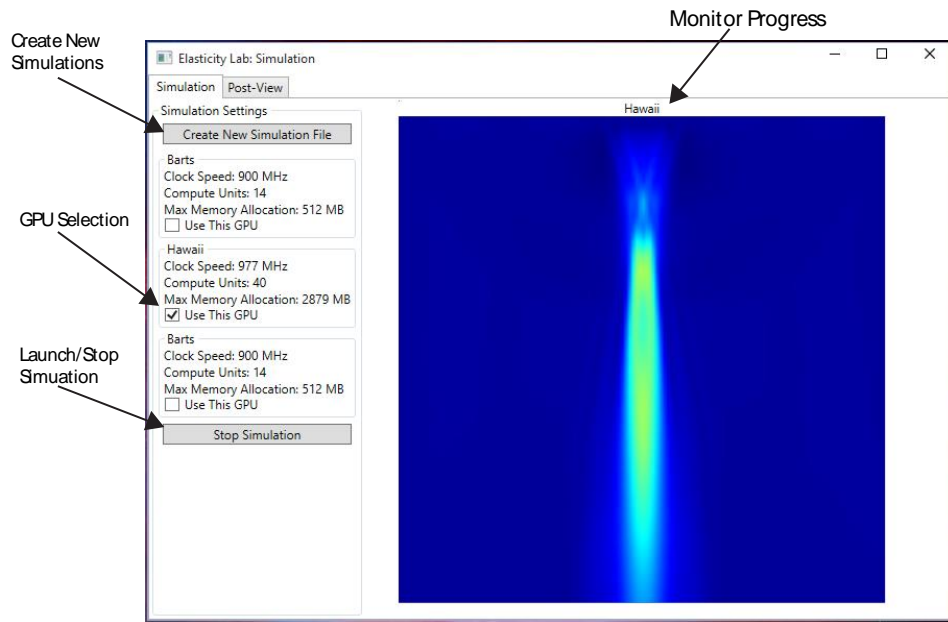 Monitor Progress
Create New
Simulations
Elasticity Lab: Simulation
Simulation Post-View
Simulation Settings
Hawaii
Create New Simulation File
Barts
Clock Speed: 900 MHz
Compute Units: 14
Max Memory Allocation: 512 MB
Use This GPU
GPU Selection
Hawaii
Clock Speed: 977 MHz
Compute Units: 40
Max Memory Allocation: 2879 MB
Use This GPU
Launch/Stop
Simuation
Barts
Clock Speed: 900 MHz
Compute Units: 14
Max Memory Allocation: 512 MB
Use This GPU
Stop Simulation